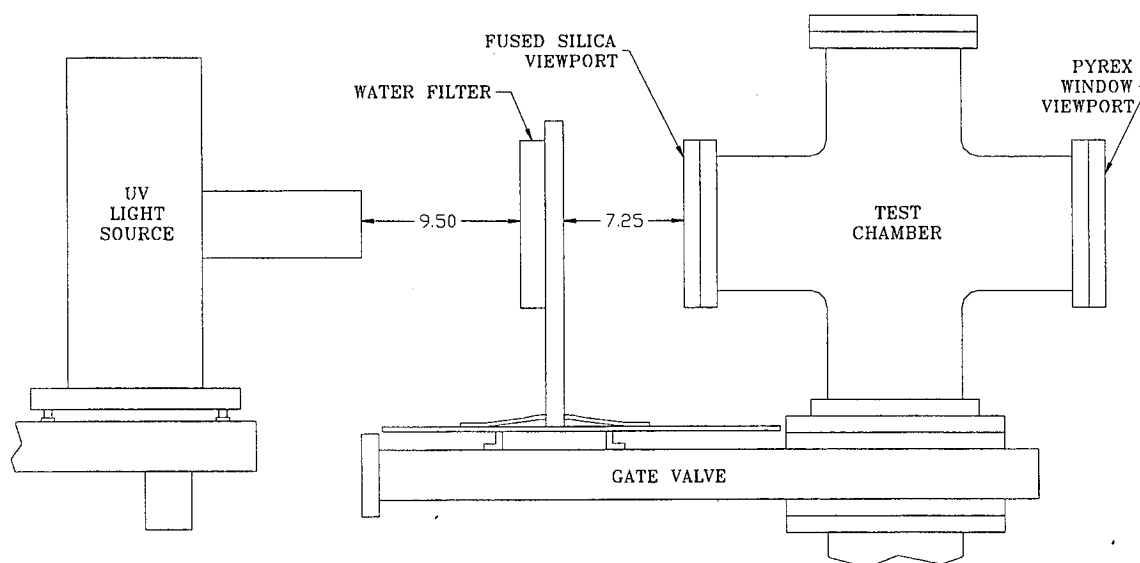 FUSED SILICA
VIEWPORT
WATER FILTER
PYREX
WINDOW
VIEWPORT
UV
LIGHT
SOURCE
9.50
7.25
TEST
CHAMBER
GATE VALVE